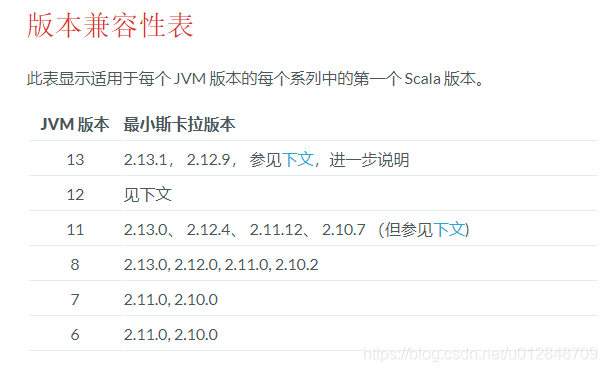 版本兼容性表
此表显示适用于每个 JVM 版本的每个系列中的第一个 Scala 版本。
JVM 版本 最小斯卡拉版本
13 2.13.1， 2.12.9， 参见下文，进一步说明
12 见下文
11 2.13.0、 2.12.4、 2.11.12、 2.10.7 （但参见下文)
8 2.13.0, 2.12.0, 2.11.0, 2.10.2
7 2.11.0, 2.10.0
6 2.11.0, 2.10.0
https://blog.csdn.net/u012848709